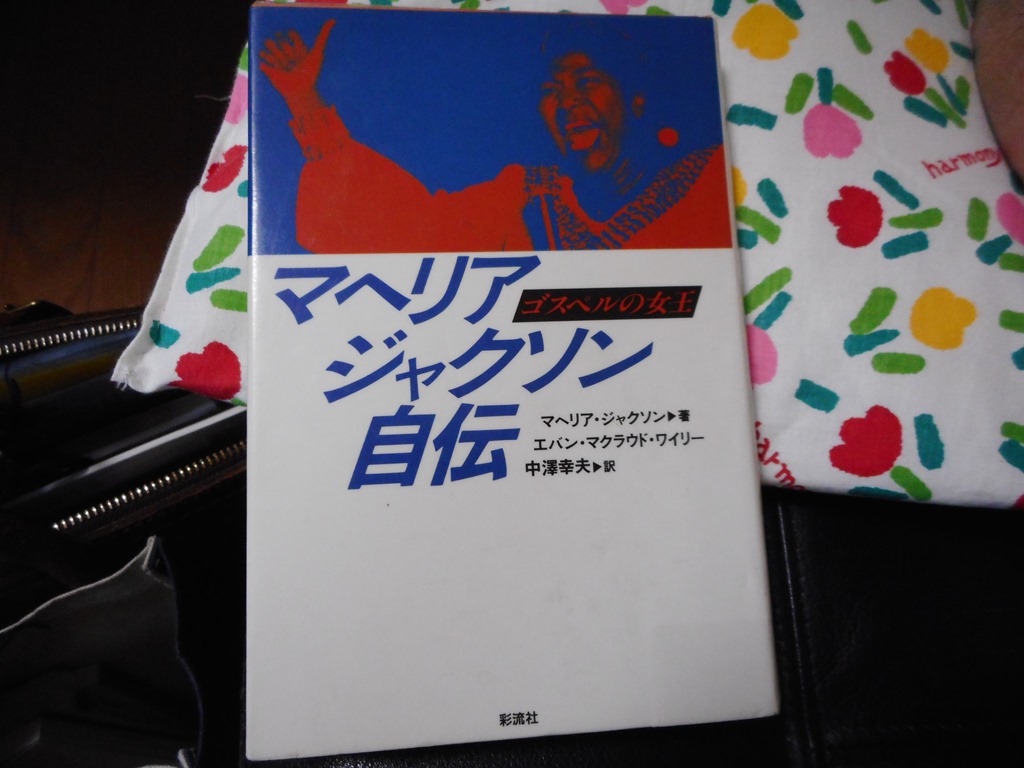 マヘリア
ゴスペルの女王
ジャクソン
自伝
マヘリア・ジャクソン▶著
エバン・マクラウド・ワイリー
中澤幸夫▶訳
彩流社
harmony
harm